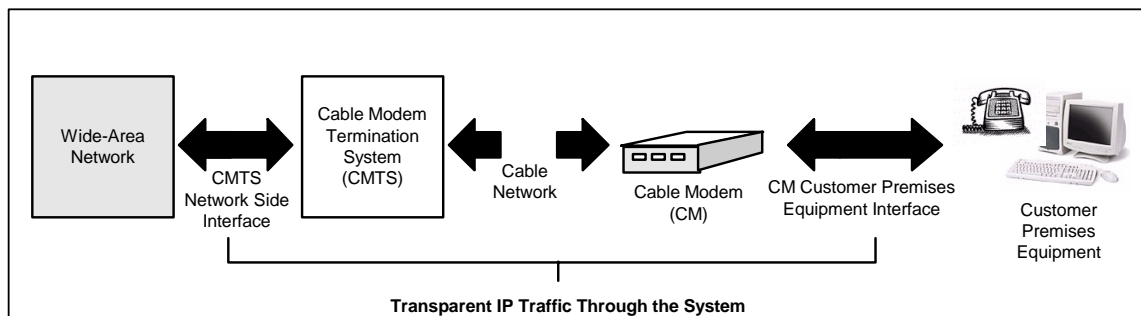 Wide-Area
Network
CMTS
Network Side
Interface
Cable Modem
Termination
System
(CMTS)
Cable
Network
Cable Modem
(CM)
CM Customer Premises
Equipment Interface
Customer
Premises
Equipment
Transparent IP Traffic Through the System